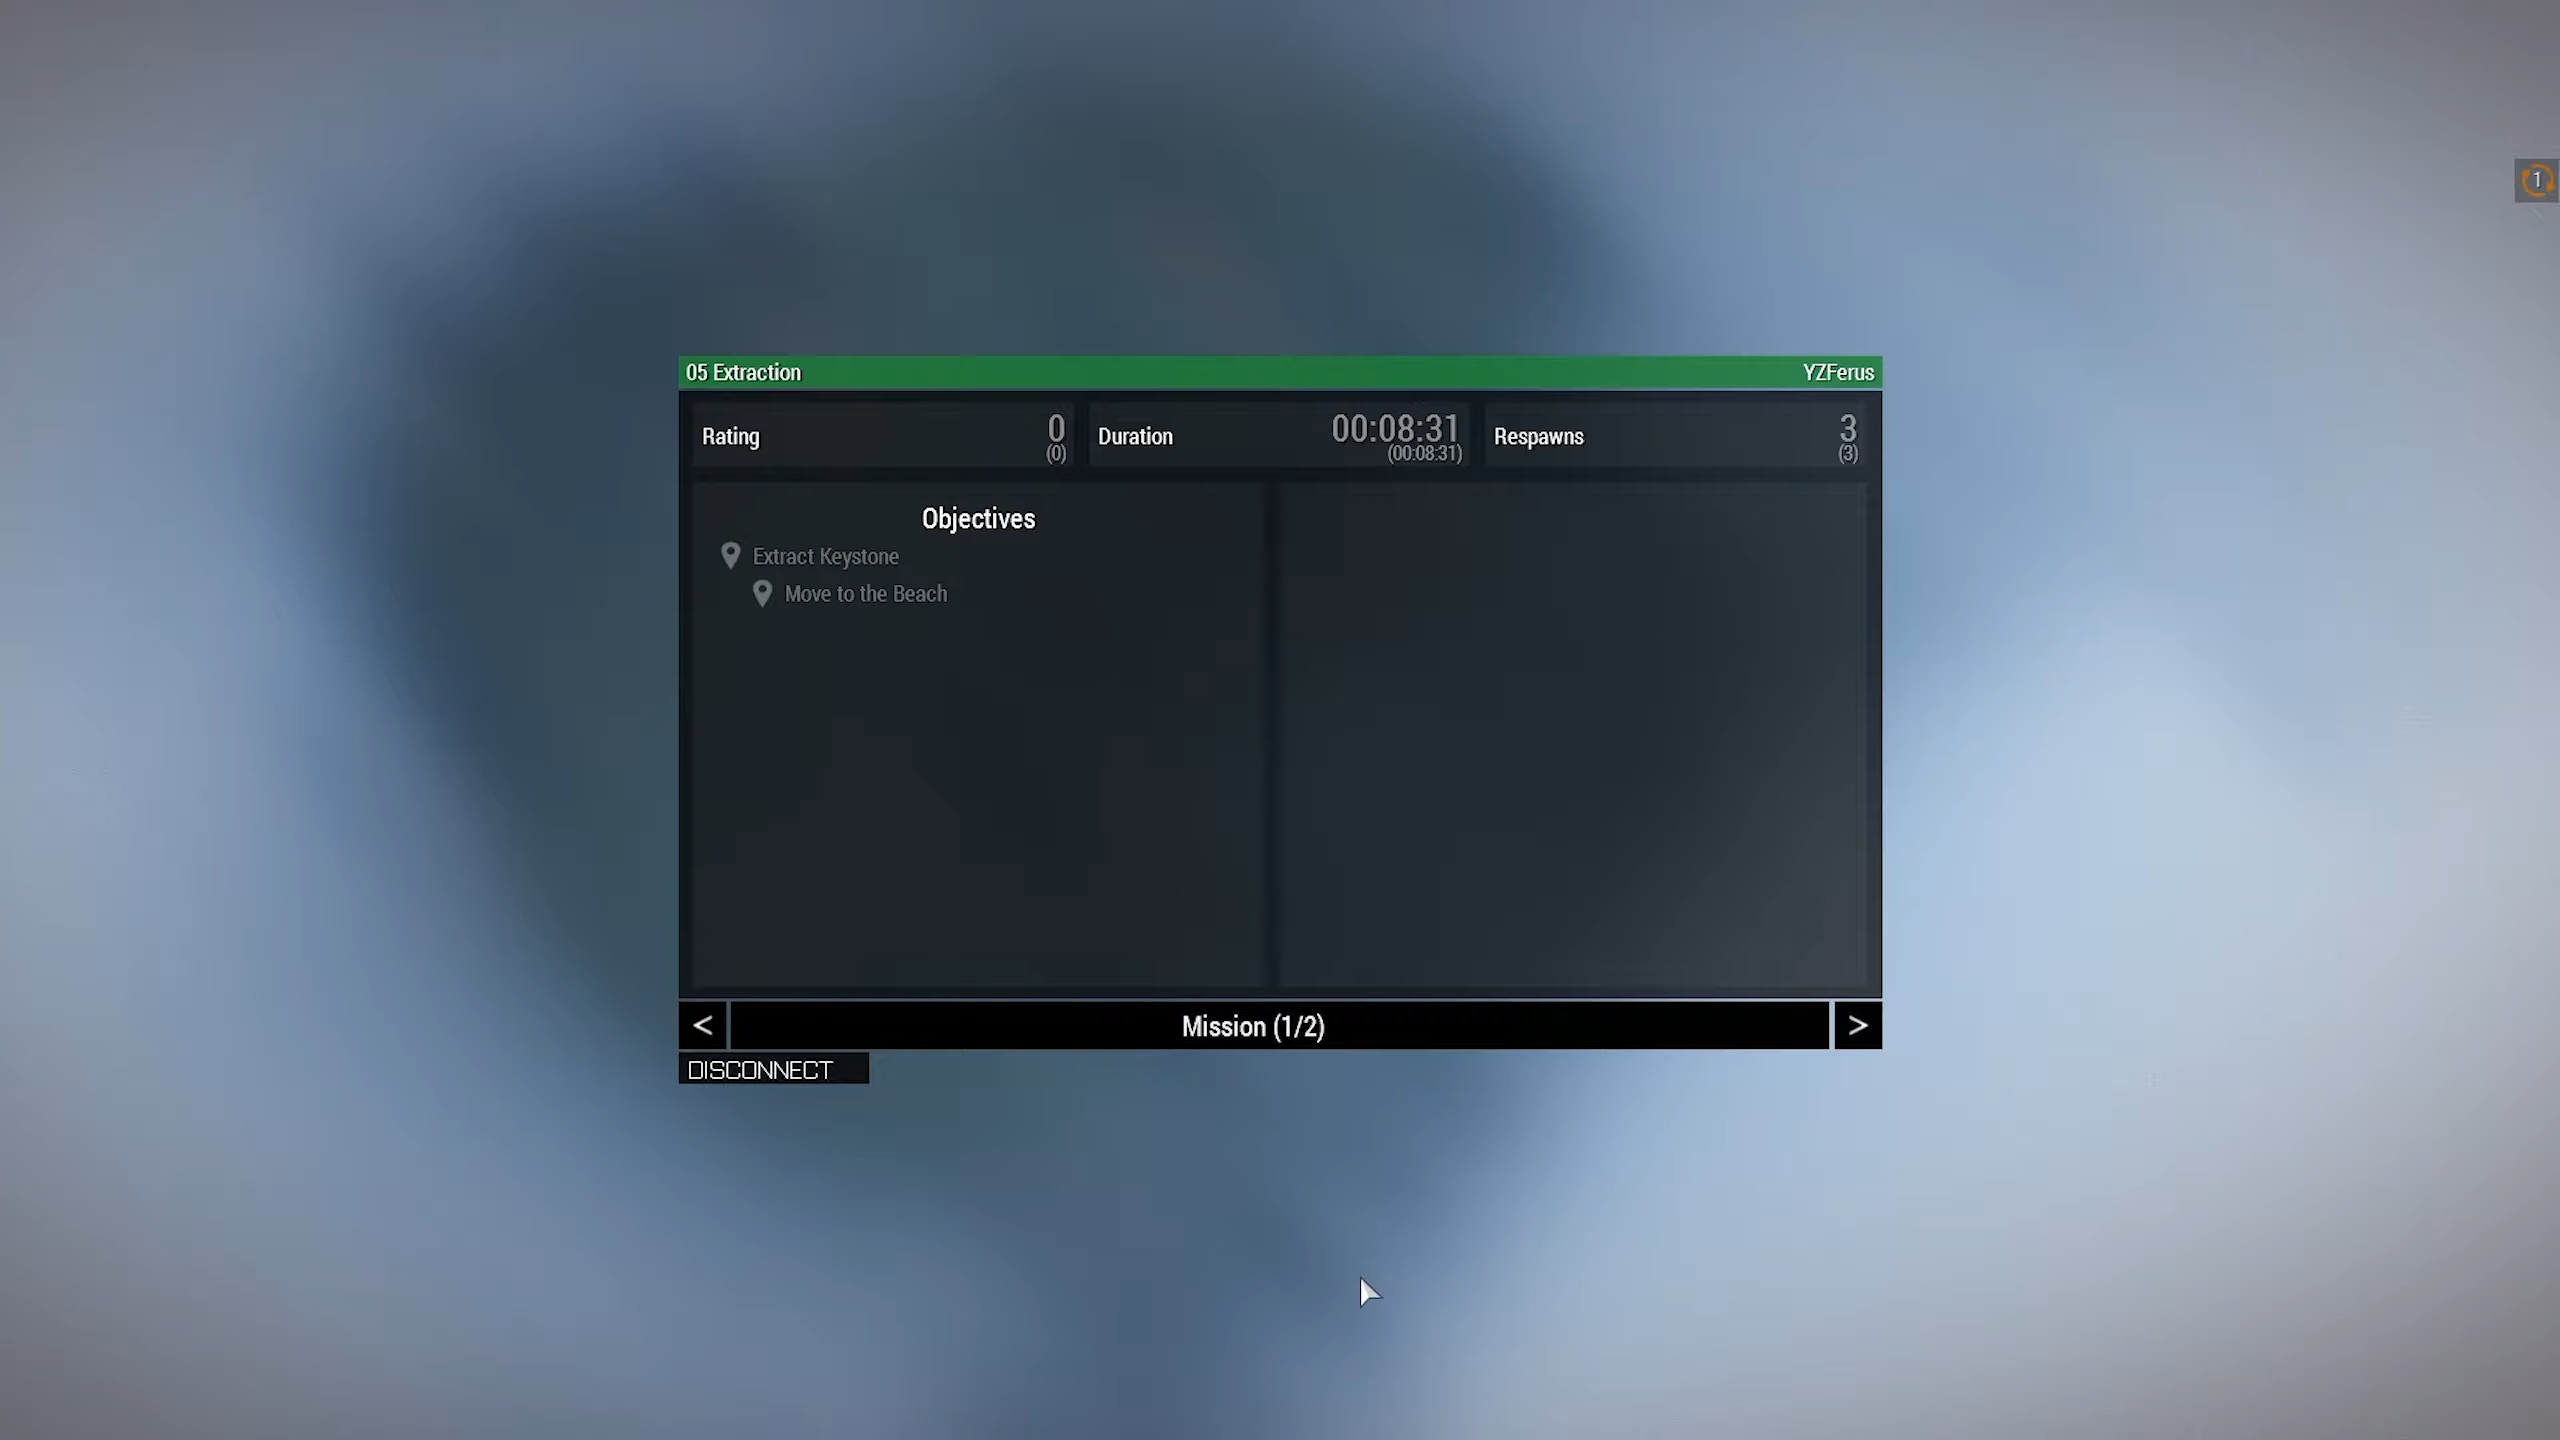 1
05 Extraction YZFerus
Rating 0 (0) Duration 00:08:31 (00:08:31) Respawns 3 (3)
Objectives
Extract Keystone
Move to the Beach
< Mission (1/2) >
DISCONNECT